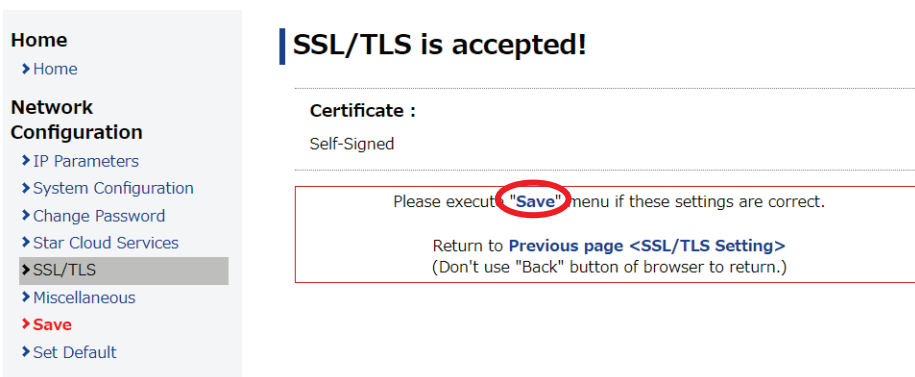 Home
Home
Network
Configuration
IP Parameters
System Configuration
Change Password
Star Cloud Services
SSL/TLS
Miscellaneous
Save
Set Default
SSL/TLS is accepted!
Certificate :
Self-Signed
Please execute "Save" menu if these settings are correct.
Return to Previous page <SSL/TLS Setting>
(Don't use "Back" button of browser to return.)